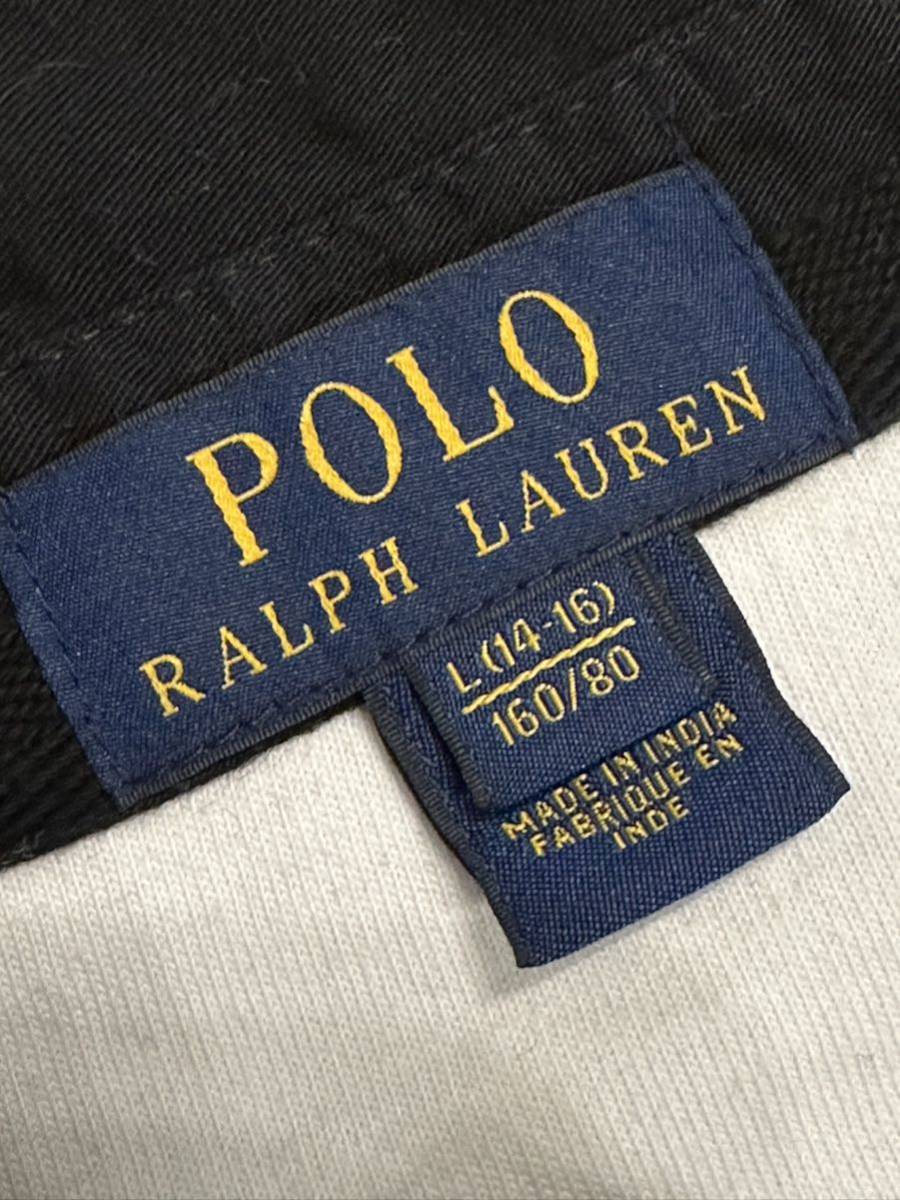 POLO
RALPH LAUREN
L (14-16)
160/80
MADE IN INDIA
FABRIQUE EN
INDE